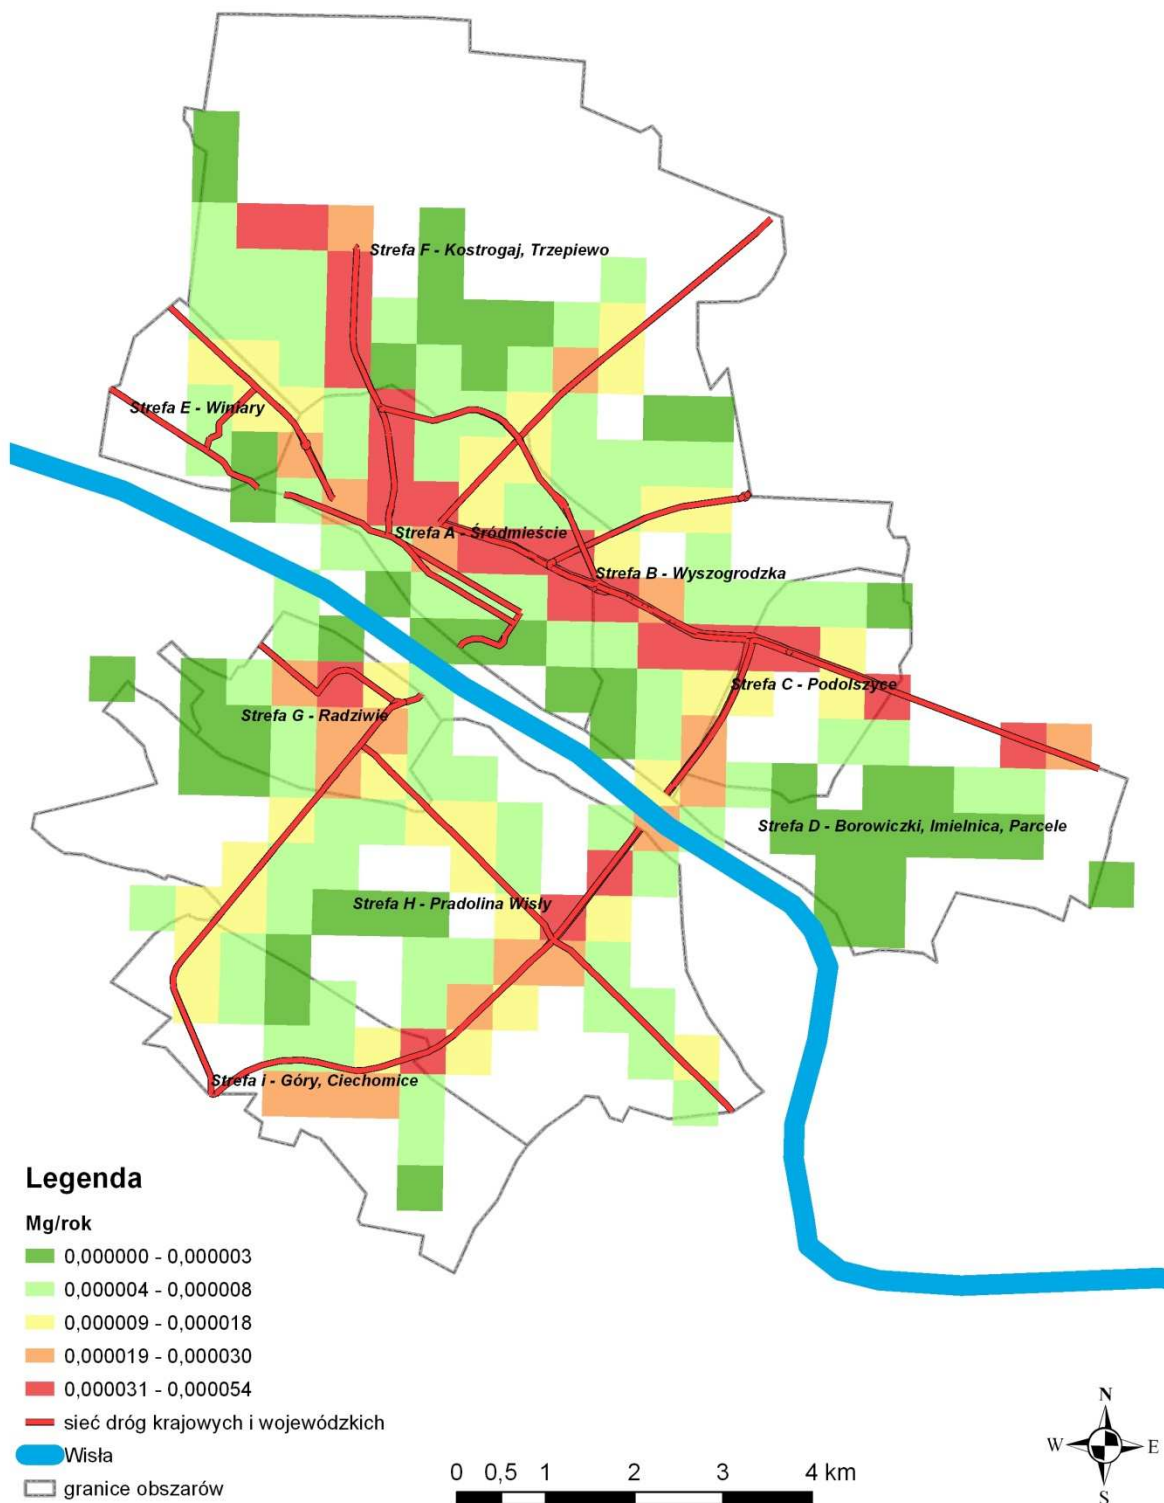 Strefa F - Kostrogaj, Trzepiewo
Strefa E - Winiary
Strefa A - Śródmieście
Strefa B - Wyszogrodzka
Strefa C - Podolszyce
Strefa G - Radziwie
Strefa D - Borowiczki, Imielnica, Parcele
Strefa H - Pradolina Wisły
Strefa i - Góry, Ciechomice
Legenda
Mg/rok
0,000000 - 0,000003
0,000004 - 0,000008
0,000009 - 0,000018
0,000019 - 0,000030
0,000031 - 0,000054
sieć dróg krajowych i wojewódzkich
Wisła
granice obszarów
0 0,5 1 2 3 4 km
N
W E
S